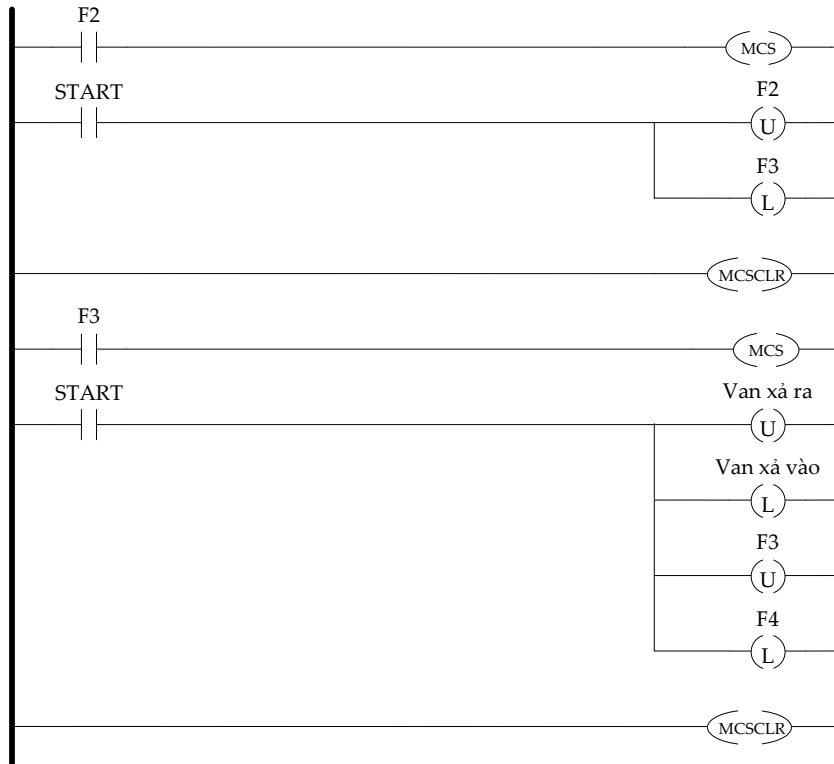 F2
MCS
START
F2
U
F3
L
MCSCLR
F3
MCS
START
Van xả ra
U
Van xả vào
L
F3
U
F4
L
MCSCLR